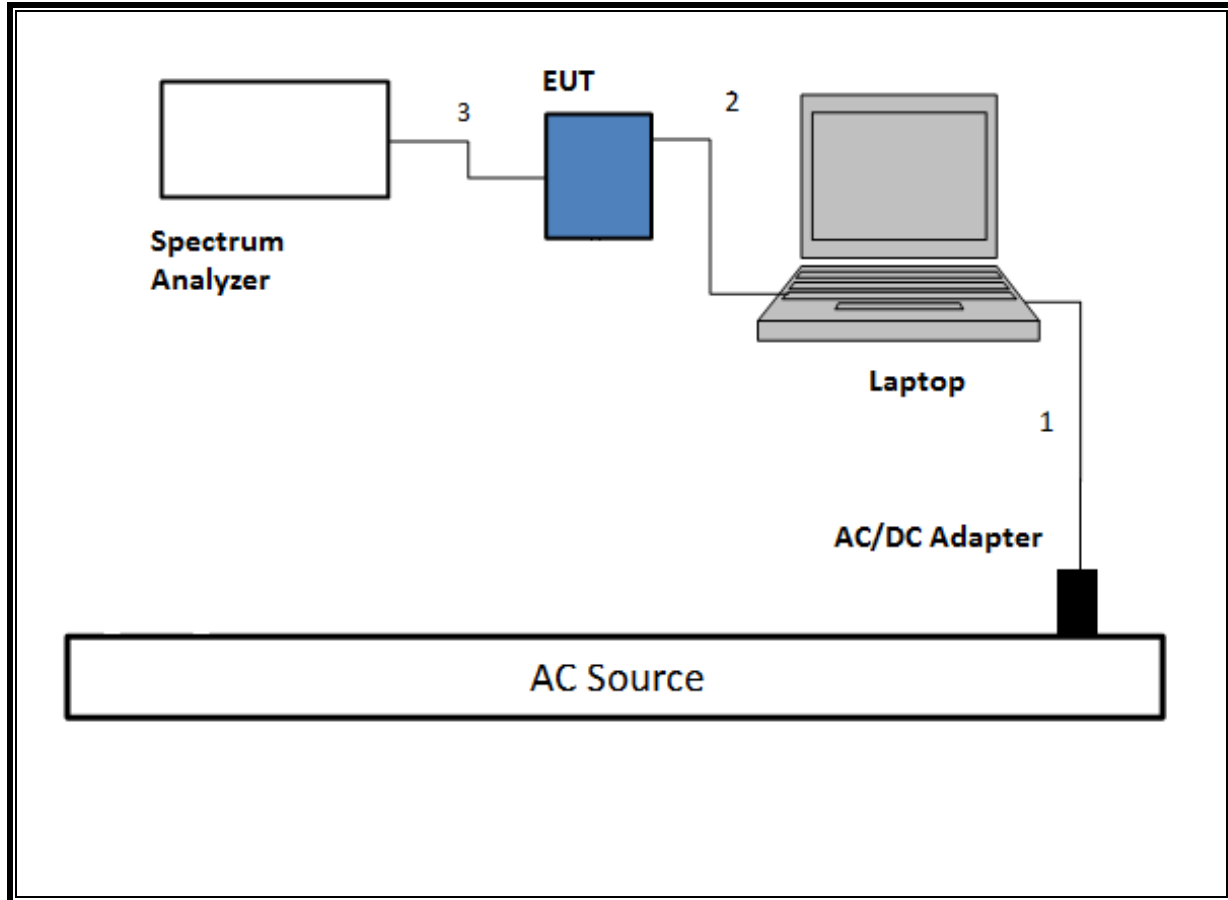 EUT
3
2
Spectrum
Analyzer
Laptop
1
AC/DC Adapter
AC Source